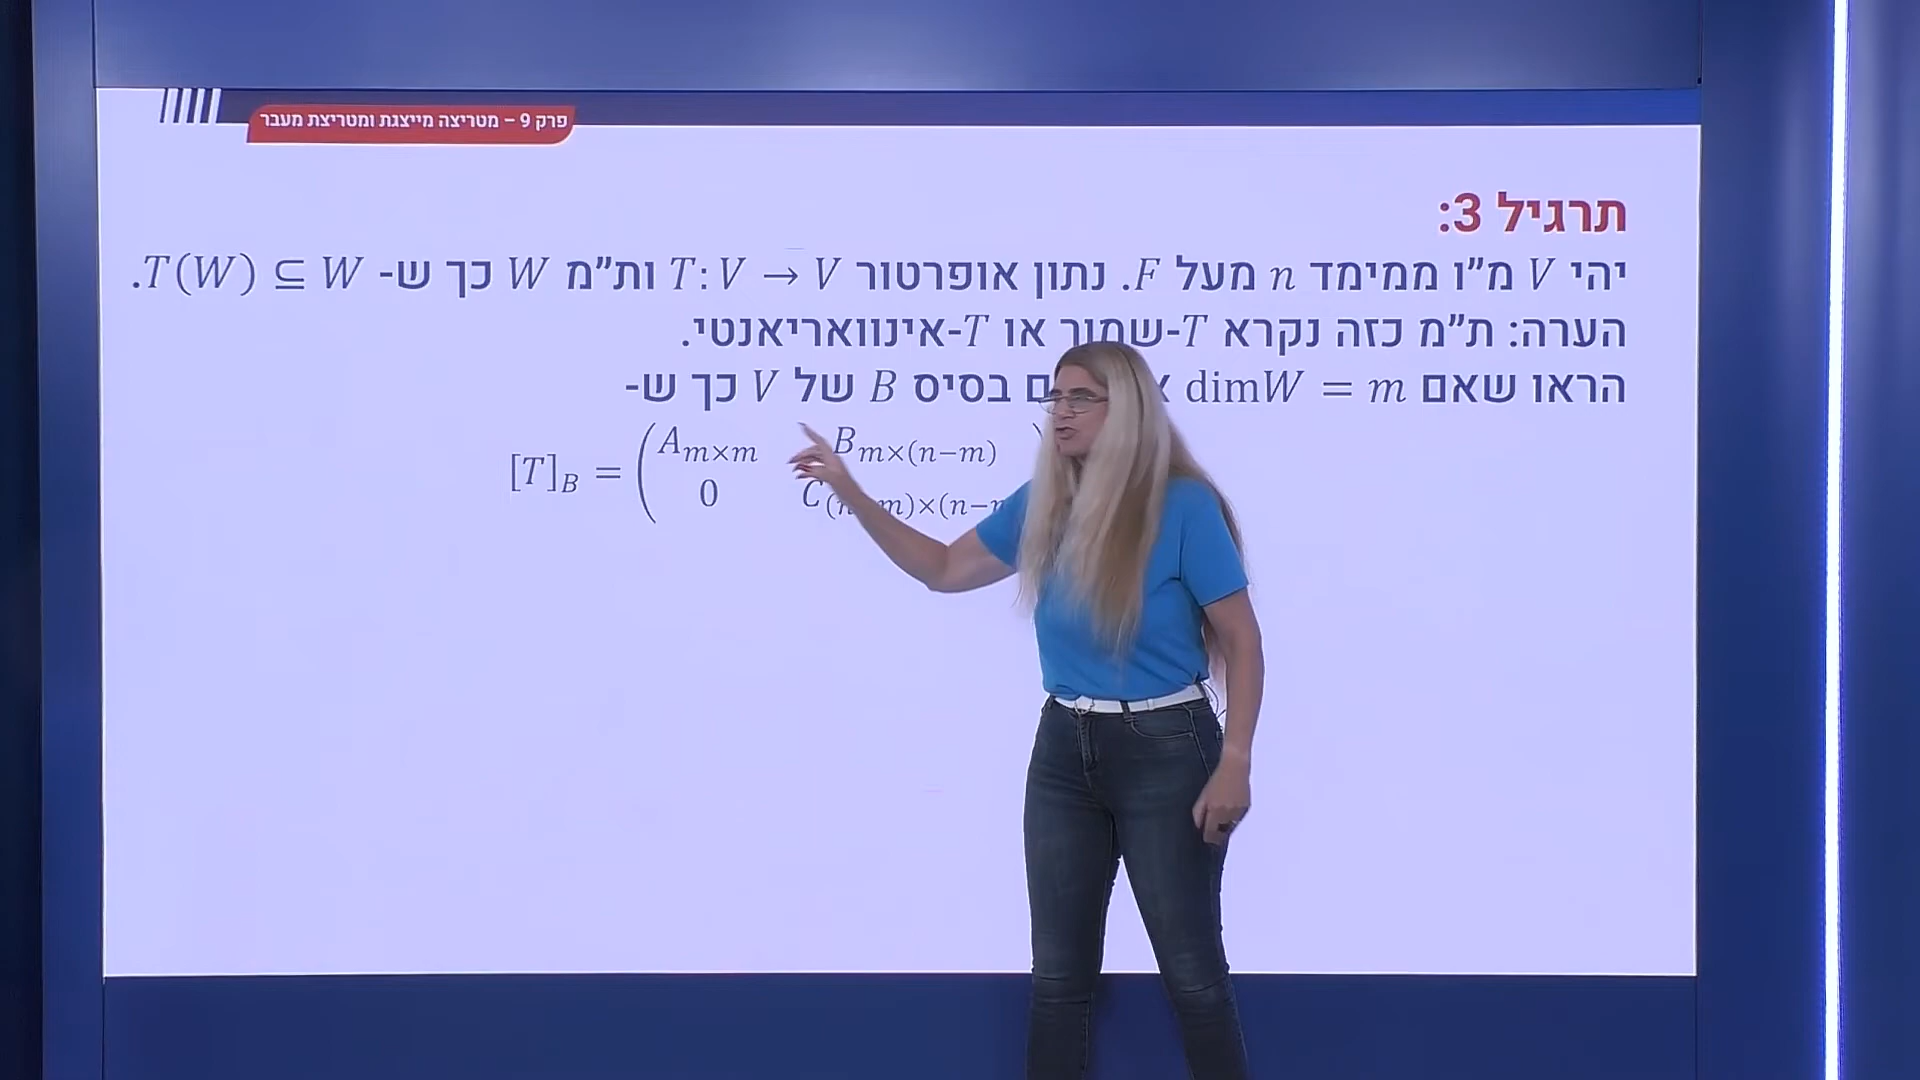 פרק 9 – מטריצה מייצגת ומטריצת מעבר
תרגיל 3:
יהי V מ"ו ממימד n מעל F. נתון אופרטור T: V → V ות"מ W כך ש- T(W) ⊆ W.
הערה: ת"מ כזה נקרא T-שמור או T-אינוואריאנטי.
הראו שאם dimW = m בסיס B של V כך ש-
[T]_B = ( A_{m×m} B_{m×(n−m)}
0 C